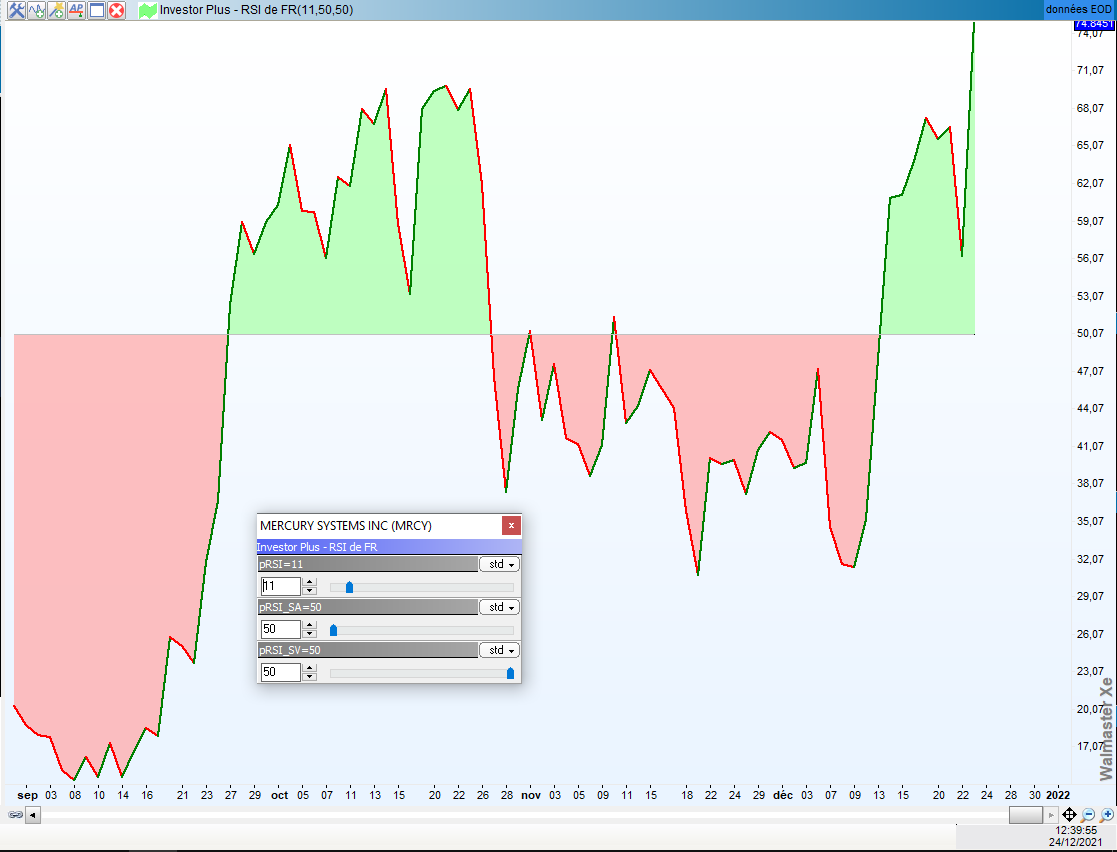 AP
Investor Plus - RSI de FR(11,50,50)
données EOD
74.8451
74,07
71,07
68,07
65,07
62,07
59,07
56,07
53,07
50,07
47,07
44,07
41,07
38,07
35,07
32,07
29,07
26,07
23,07
20,07
17,07
Walmaster Xe
MERCURY SYSTEMS INC (MRCY)
x
Investor Plus - RSI de FR
pRSI=11
std
11
pRSI_SA=50
std
50
pRSI_SV=50
std
50
sep 03 08 10 14 16 21 23 27 29 oct 05 07 11 13 15 20 22 26 28 nov 03 05 09 11 15 18 22 24 29 déc 03 07 09 13 15 20 22 24 28 30 2022
12:39:55
24/12/2021